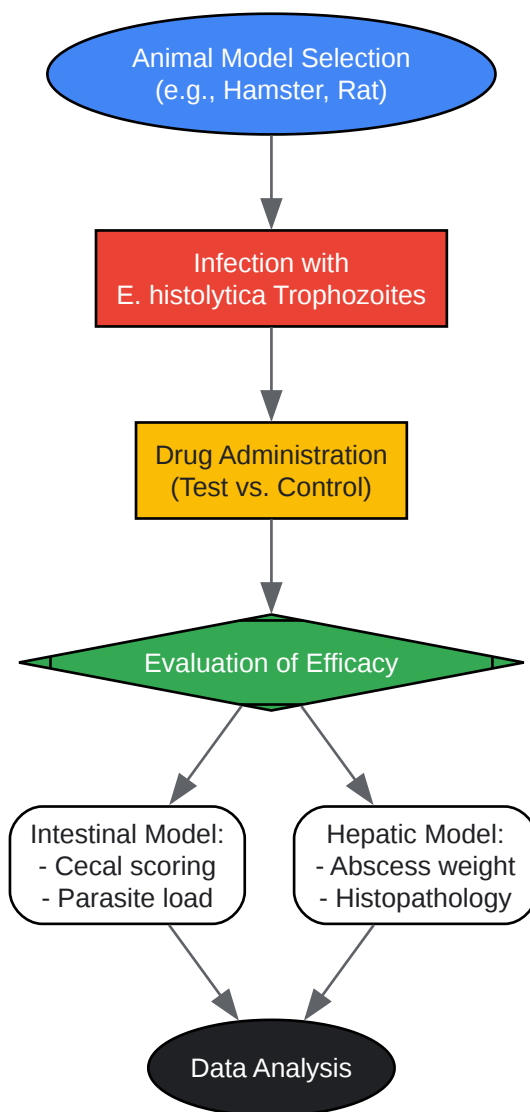 Animal Model Selection
(e.g., Hamster, Rat)
Infection with
E. histolytica Trophozoites
Drug Administration
(Test vs. Control)
Evaluation of Efficacy
Intestinal Model:
- Cecal scoring
- Parasite load
Hepatic Model:
- Abscess weight
- Histopathology
Data Analysis